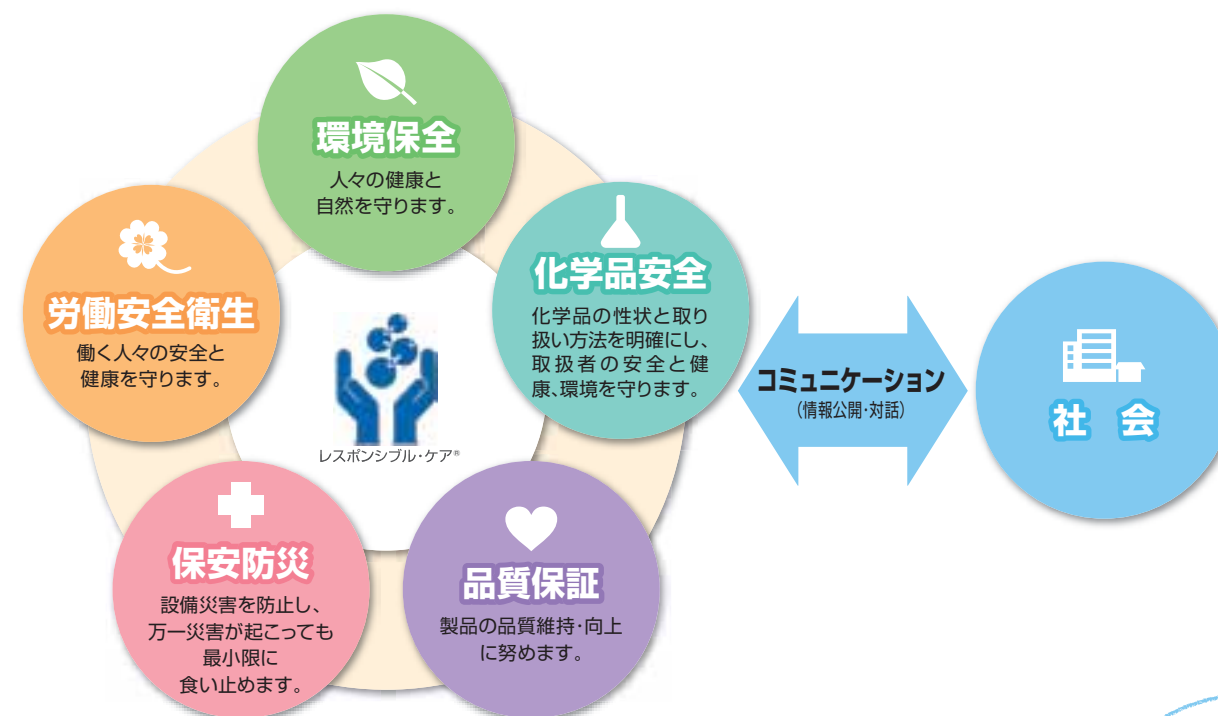 環境保全
人々の健康と
自然を守ります。
労働安全衛生
働く人々の安全と
健康を守ります。
化学品安全
化学品の性状と取り
扱い方法を明確にし、
取扱者の安全と健
康、環境を守ります。
レスポンシブル・ケア®
コミュニケーション
(情報公開・対話)
社 会
保安防災
設備災害を防止し、
万一災害が起こっても
最小限に
食い止めます。
品質保証
製品の品質維持・向上
に努めます。